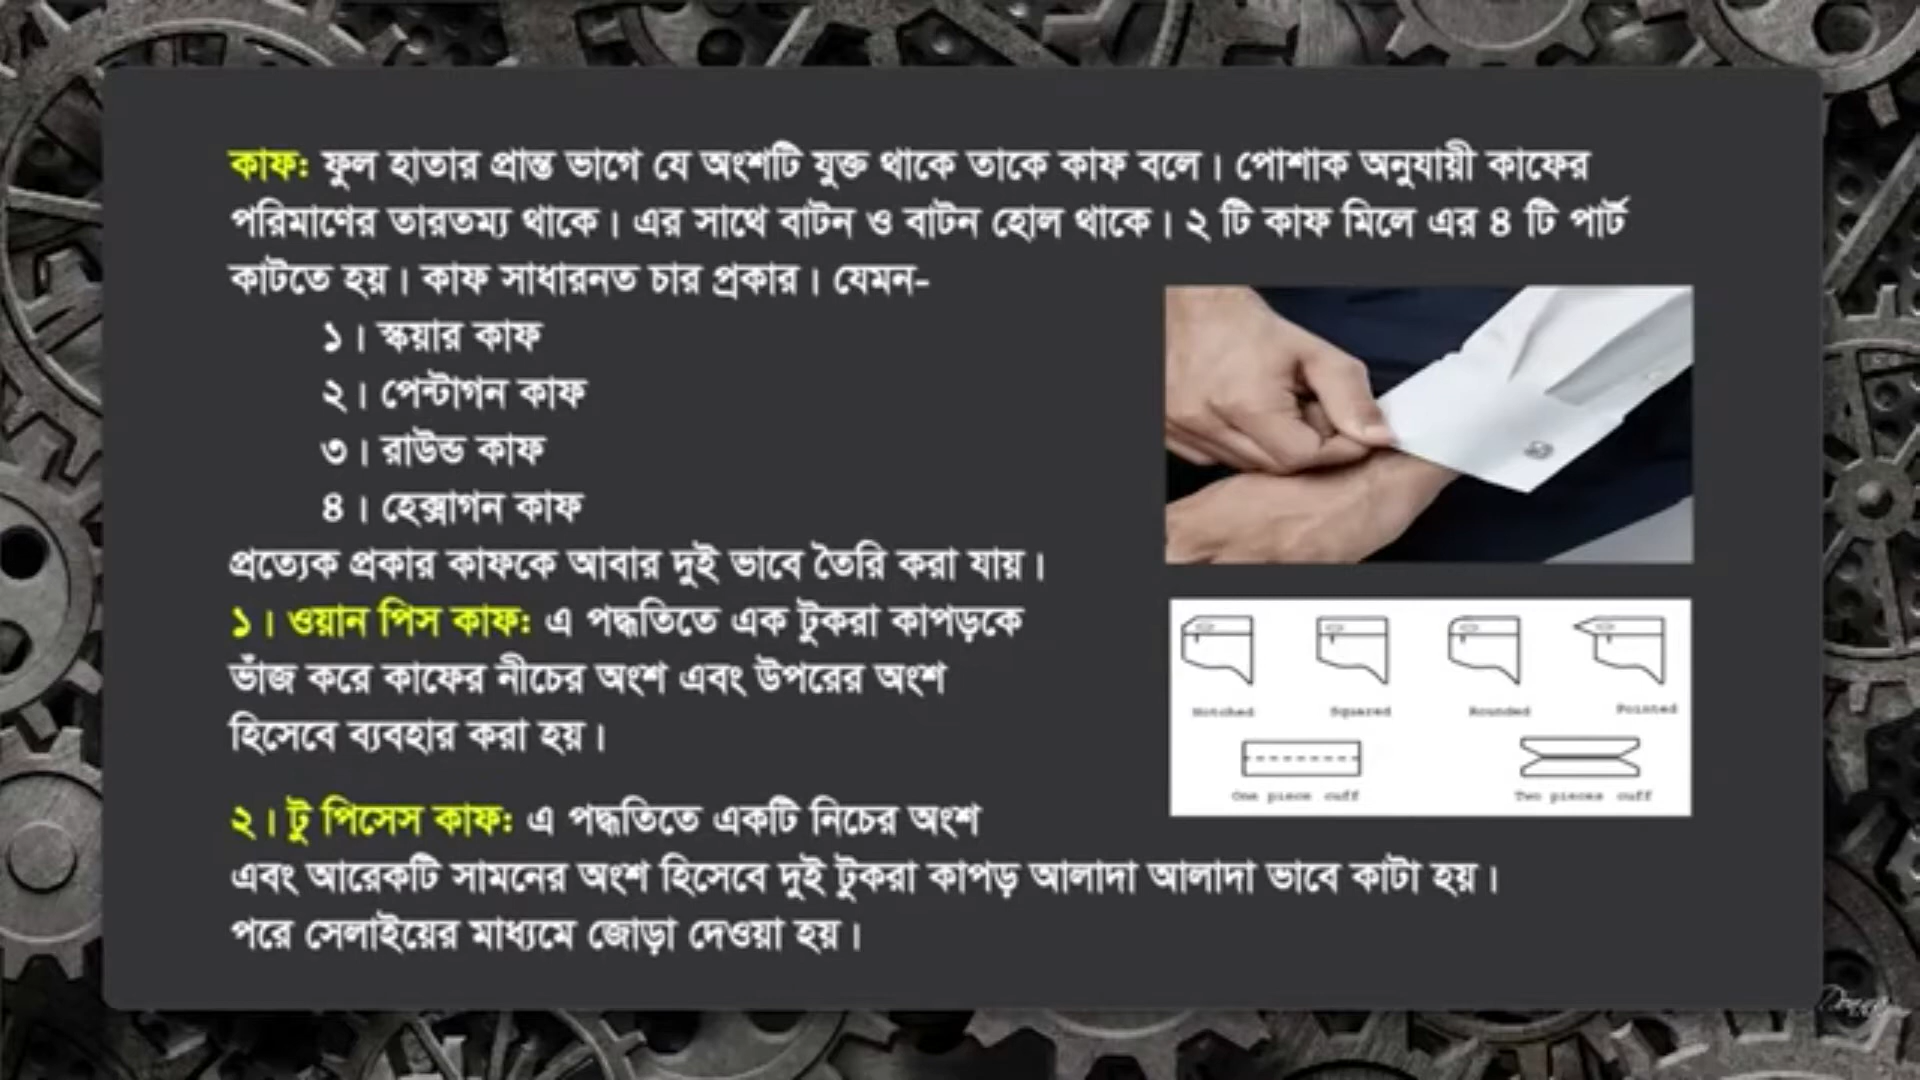 কাফ: ফুল হাতার প্রান্ত ভাগে যে অংশটি যুক্ত থাকে তাকে কাফ বলে। পোশাক অনুযায়ী কাফের
পরিমাণের তারতম্য থাকে। এর সাথে বাটন ও বাটন হোল থাকে। ২ টি কাফ মিলে এর ৪ টি পার্ট
কাটতে হয়। কাফ সাধারনত চার প্রকার। যেমন-
১। স্কয়ার কাফ
২। পেন্টাগন কাফ
৩। রাউন্ড কাফ
৪। হেক্সাগন কাফ
প্রত্যেক প্রকার কাফকে আবার দুই ভাবে তৈরি করা যায়।
১। ওয়ান পিস কাফ: এ পদ্ধতিতে এক টুকরা কাপড়কে
ভাঁজ করে কাফের নীচের অংশ এবং উপরের অংশ
হিসেবে ব্যবহার করা হয়।
Notched Squared Rounded Pointed
One piece cuff Two pieces cuff
২। টু পিসেস কাফ: এ পদ্ধতিতে একটি নিচের অংশ
এবং আরেকটি সামনের অংশ হিসেবে দুই টুকরা কাপড় আলাদা আলাদা ভাবে কাটা হয়।
পরে সেলাইয়ের মাধ্যমে জোড়া দেওয়া হয়।